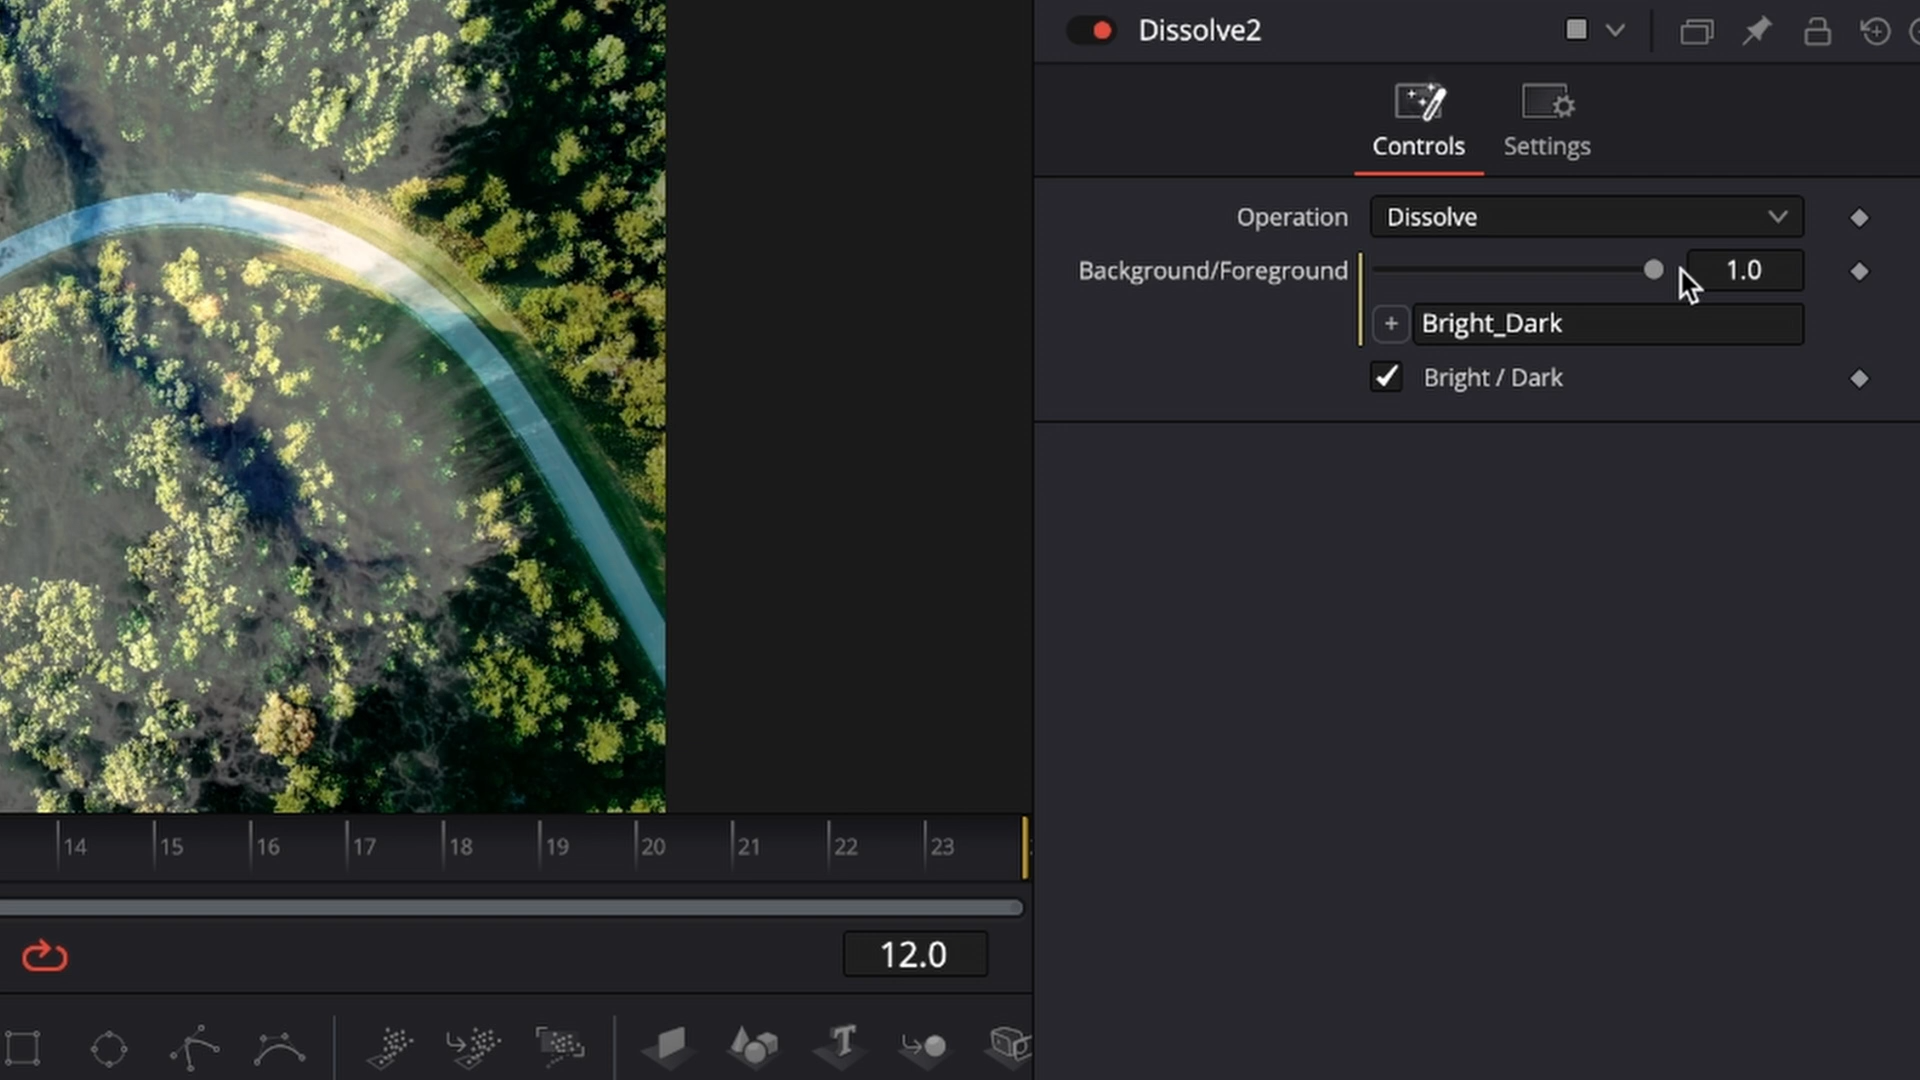 Dissolve2
Controls
Settings
Operation
Dissolve
Background/Foreground
1.0
Bright_Dark
Bright / Dark
14
15
16
17
18
19
20
21
22
23
12.0